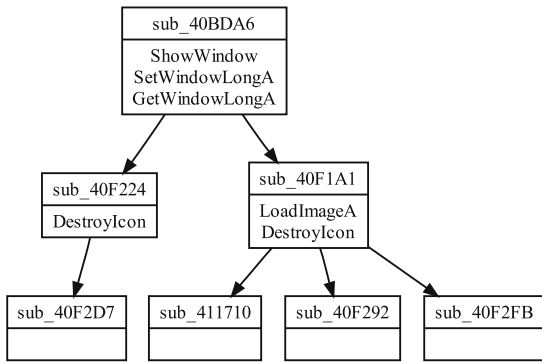 sub_40BDA6
ShowWindow
SetWindowLongA
GetWindowLongA
sub_40F224
DestroyIcon
sub_40F1A1
LoadImageA
DestroyIcon
sub_40F2D7
sub_411710
sub_40F292
sub_40F2FB